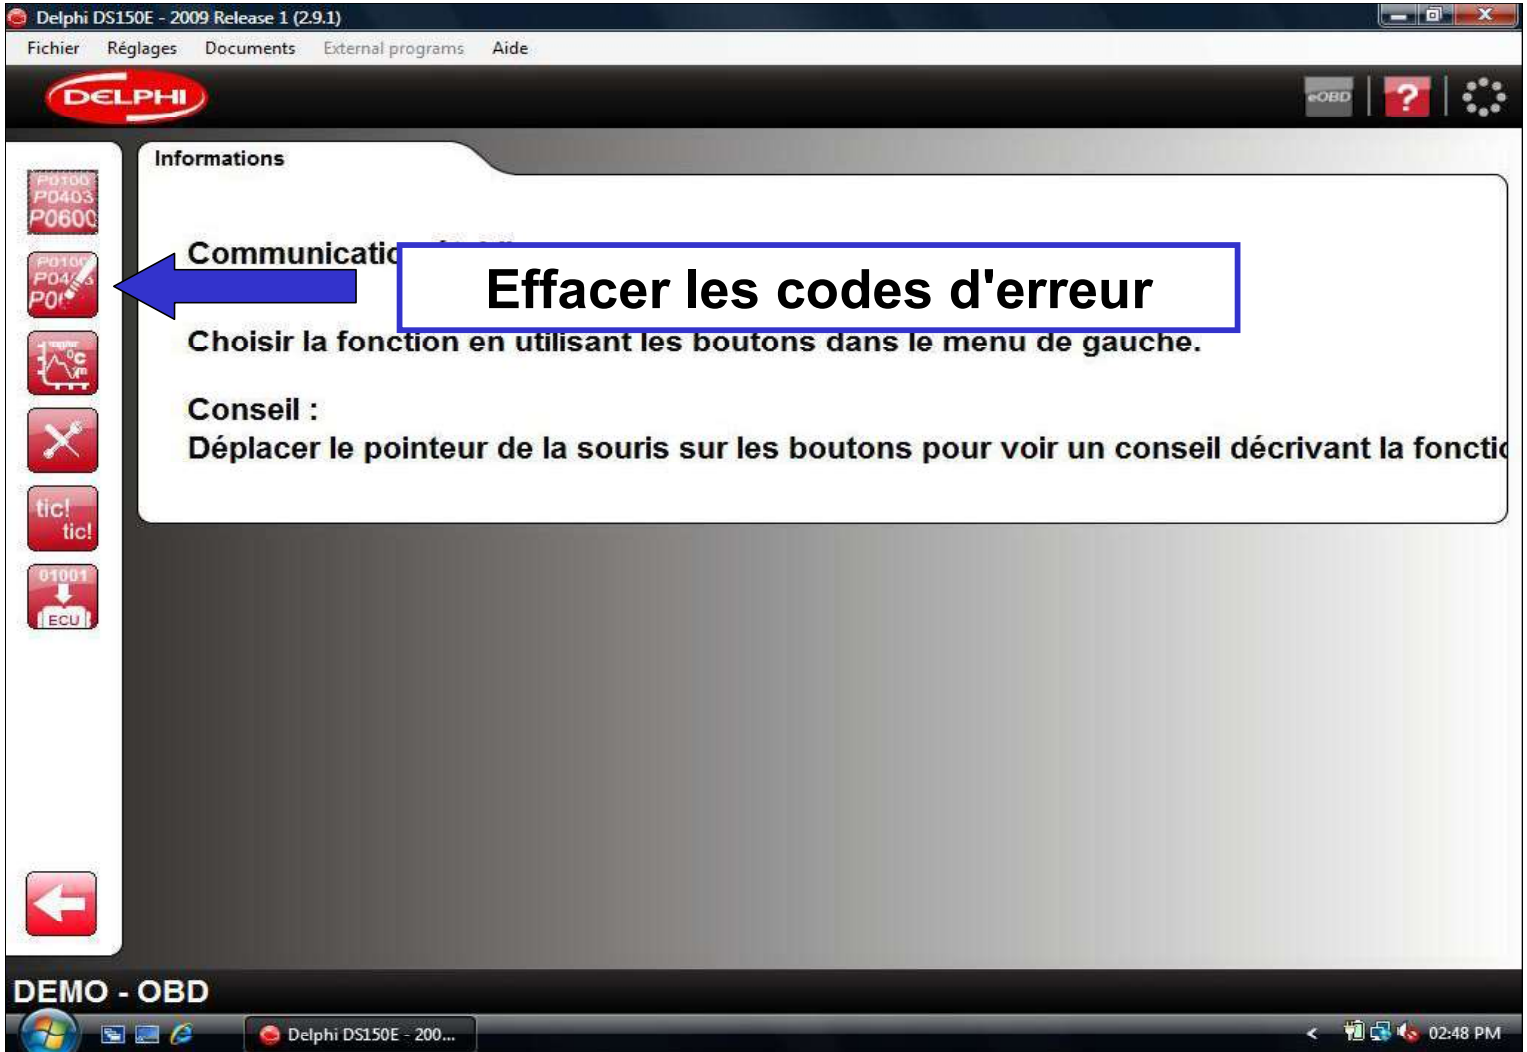 Delphi DS150E - 2009 Release 1 (2.9.1)
Fichier Réglages Documents External programs Aide
DELPHI
eOBD ?
Informations
P0100
P0403
P0600
Effacer les codes d'erreur
Choisir la fonction en utilisant les boutons dans le menu de gauche.
Conseil :
Déplacer le pointeur de la souris sur les boutons pour voir un conseil décrivant la
P0100
°C
tic!
tic!
01001
ECU
DEMO - OBD
Delphi DS150E - 200...
02:48 PM